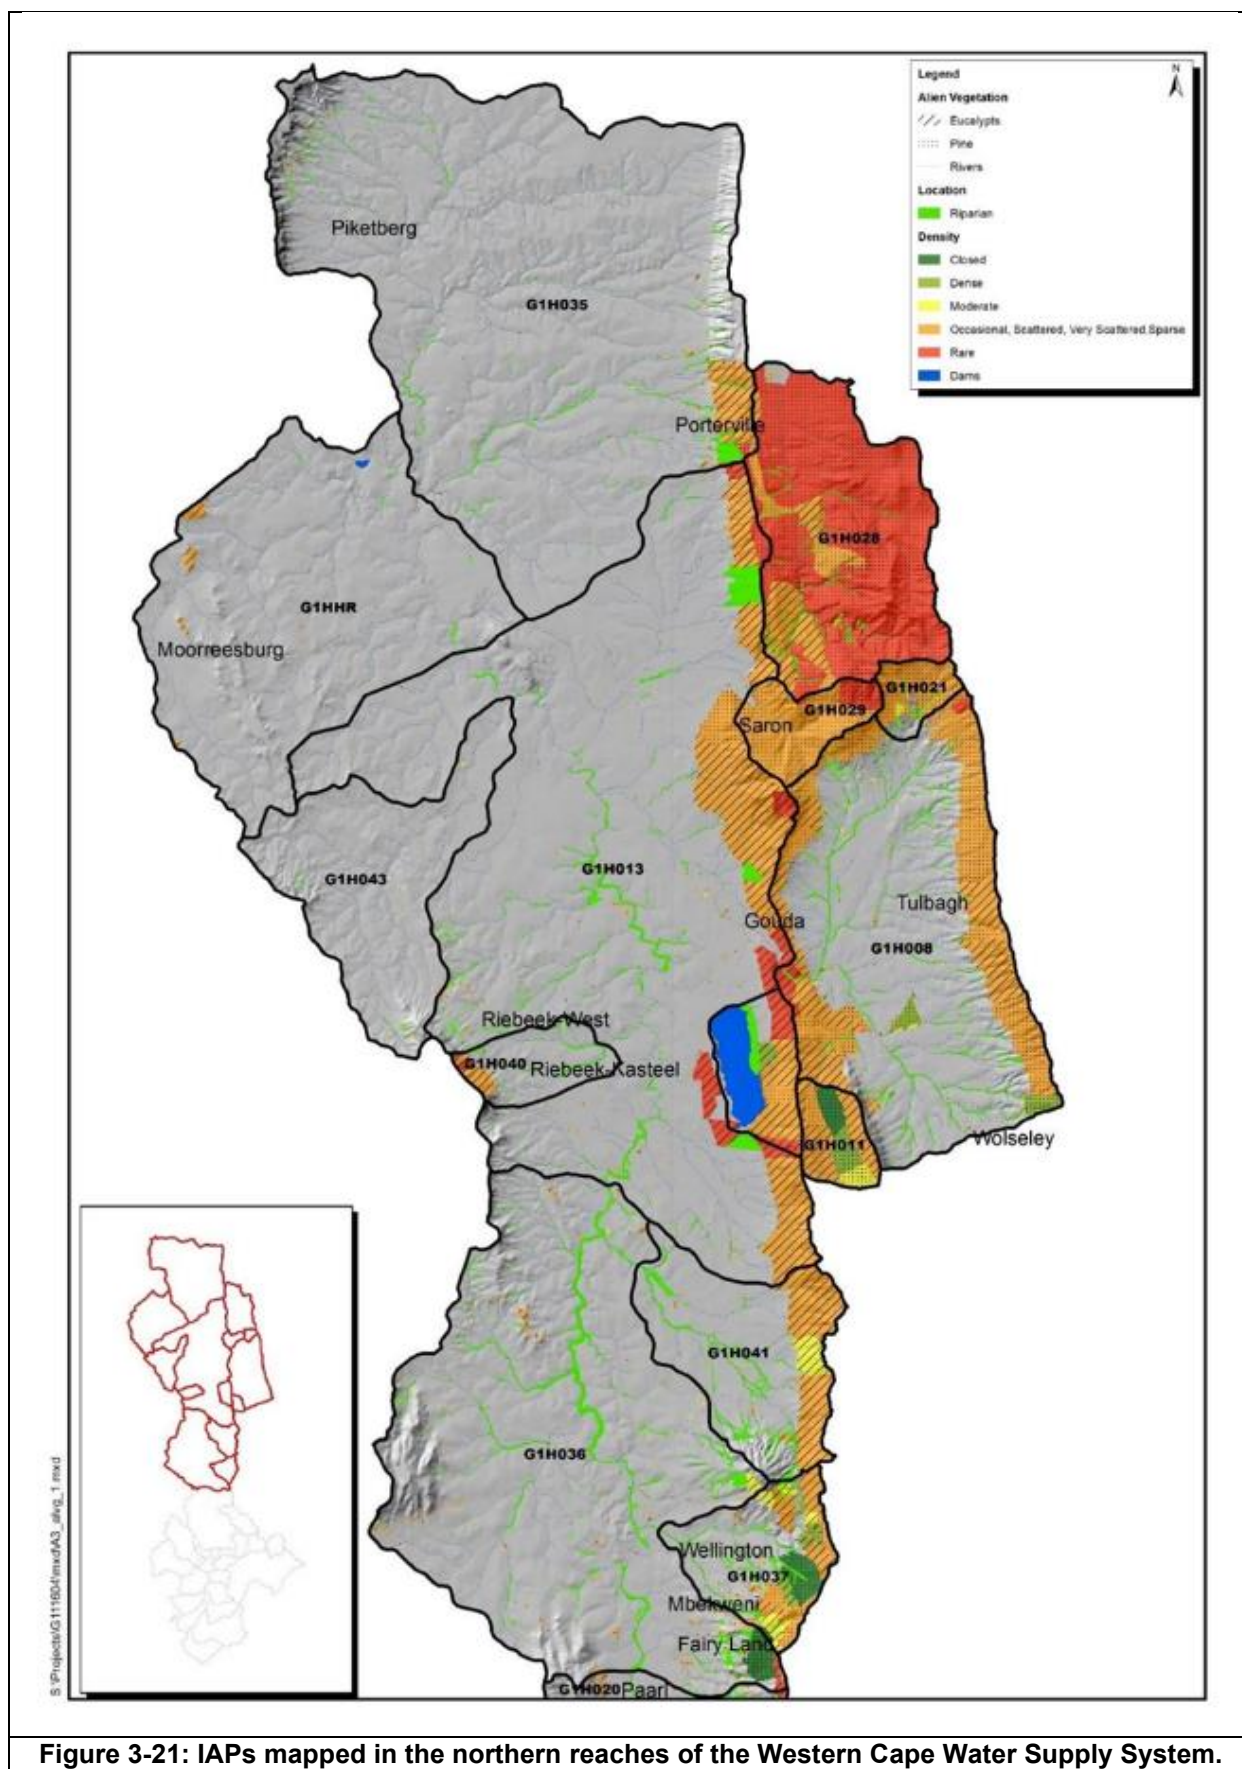 Legend
N
Alien Vegetation
Eucalypts
Pine
Rivers
Location
Riparian
Density
Closed
Dense
Moderate
Occasional, Scattered, Very Scattered Sparse
Rare
Dams
Piketberg
G1H035
Porterville
G1H028
G1HHR
Moorreesburg
G1H021
G1H029
Saron
G1H013
G1H043
Tulbagh
Gouda
G1H008
Riebeek-West
G1H040
Riebeek-Kasteel
Wolseley
G1H011
G1H041
G1H036
Wellington
G1H037
Mbekweni
Fairy Land
G1H020
Paarl
Figure 3-21: IAPs mapped in the northern reaches of the Western Cape Water Supply System.